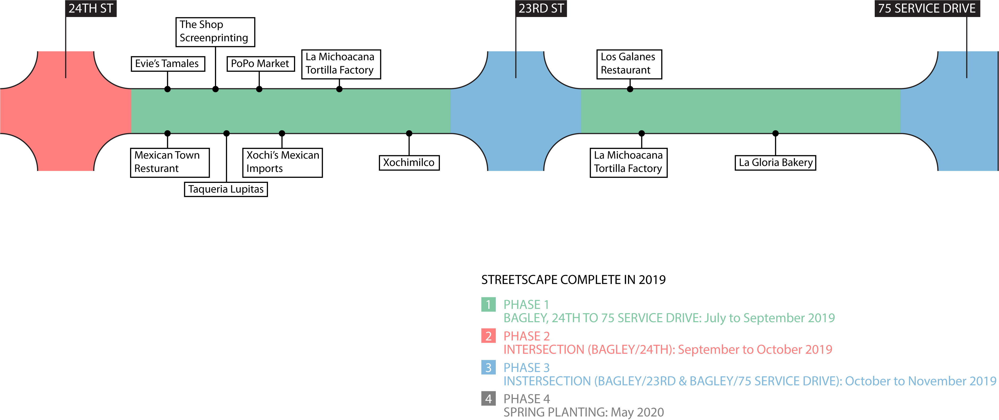 24TH ST
23RD ST
75 SERVICE DRIVE
The Shop
Screenprinting
Evie's Tamales
PoPo Market
La Michoacana
Tortilla Factory
Los Galanes
Restaurant
Mexican Town
Resturant
Taqueria Lupitas
Xochi's Mexican
Imports
Xochimilco
La Michoacana
Tortilla Factory
La Gloria Bakery
STREETSCAPE COMPLETE IN 2019
1 PHASE 1
BAGLEY, 24TH TO 75 SERVICE DRIVE: July to September 2019
2 PHASE 2
INTERSECTION (BAGLEY/24TH): September to October 2019
3 PHASE 3
INSTERSECTION (BAGLEY/23RD & BAGLEY/75 SERVICE DRIVE): October to November 2019
4 PHASE 4
SPRING PLANTING: May 2020